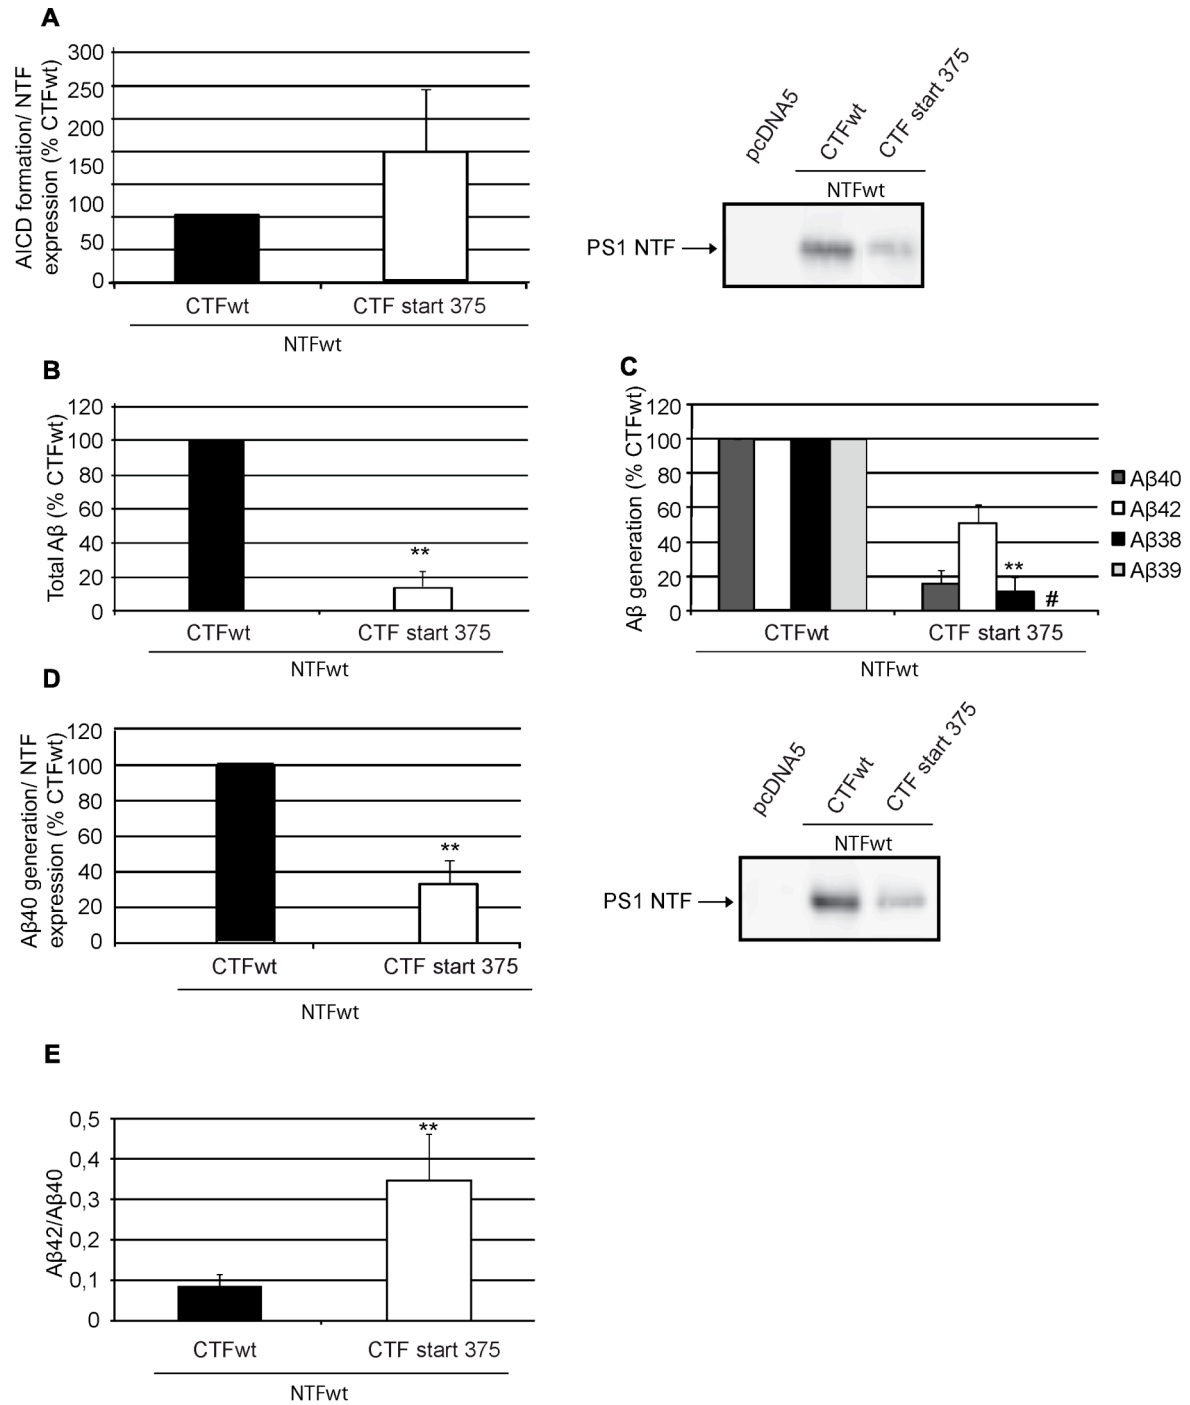 A
AICD formation/ NTF
expression (% CTFwt)
300
250
200
150
100
50
0
CTFwt
CTF start 375
NTFwt
pcDNA5
CTFwt
CTF start 375
NTFwt
PS1 NTF
B
Total Aβ (% CTFwt)
120
100
80
60
40
20
0
**
CTFwt
CTF start 375
NTFwt
C
Aβ generation (% CTFwt)
120
100
80
60
40
20
0
**
#
CTFwt
CTF start 375
NTFwt
Aβ40
Aβ42
Aβ38
Aβ39
D
Aβ40 generation/ NTF
expression (% CTFwt)
120
100
80
60
40
20
0
**
CTFwt
CTF start 375
NTFwt
pcDNA5
CTFwt
CTF start 375
NTFwt
PS1 NTF
E
Aβ42/Aβ40
0,5
0,4
0,3
0,2
0,1
0
**
CTFwt
CTF start 375
NTFwt